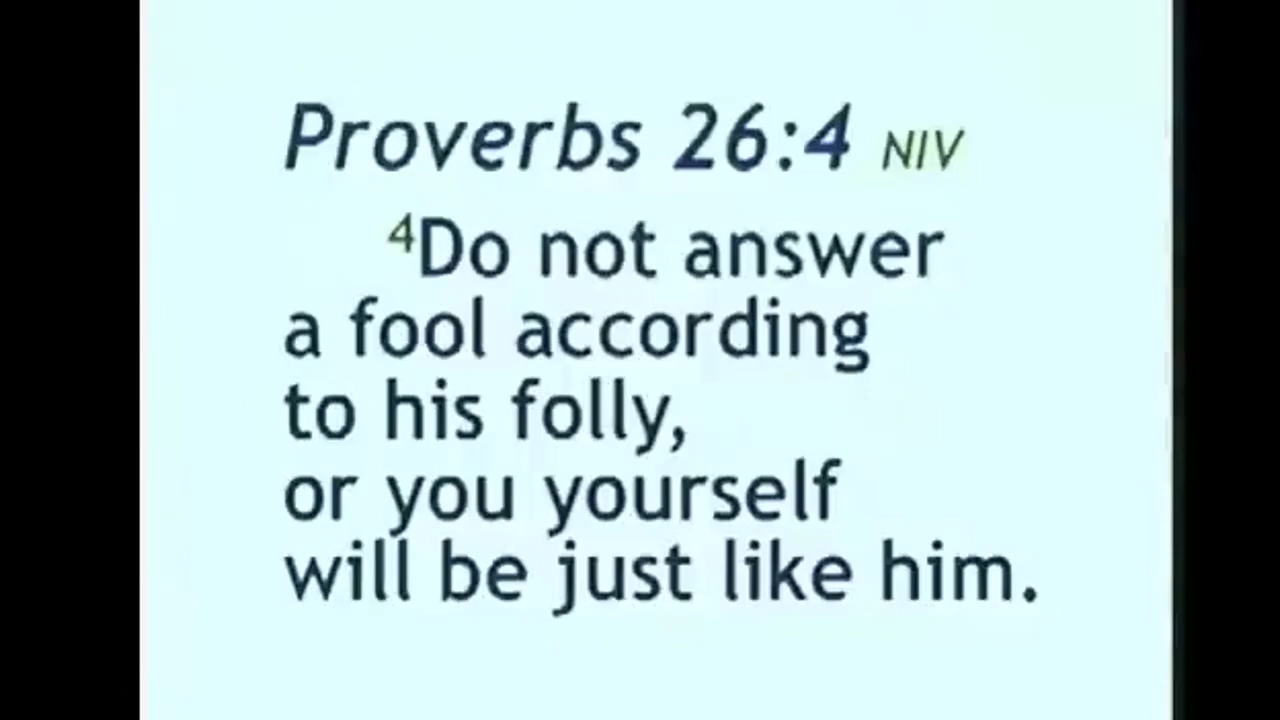 Proverbs 26:4 NIV
4Do not answer
a fool according
to his folly,
or you yourself
will be just like him.